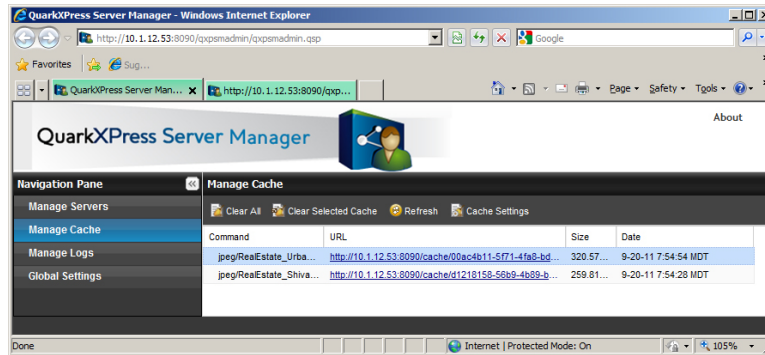 QuarkXPress Server Manager - Windows Internet Explorer
http://10.1.12.53:8090/qxpsmadmin/qxpsmadmin.qsp
Google
Favorites Sug...
QuarkXPress Server Man... http://10.1.12.53:8090/qxp... Page Safety Tools
About
QuarkXPress Server Manager
Navigation Pane Manage Cache
Manage Servers
Clear All Clear Selected Cache Refresh Cache Settings
Manage Cache
Command URL Size Date
Manage Logs
jpeg/RealEstate_Urba... http://10.1.12.53:8090/cache/00ac4b11-5f71-4fa8-bd... 320.57... 9-20-11 7:54:54 MDT
Global Settings
jpeg/RealEstate_Shiva... http://10.1.12.53:8090/cache/d1218158-56b9-4b89-b... 259.81... 9-20-11 7:54:28 MDT
Done Internet | Protected Mode: On 105%